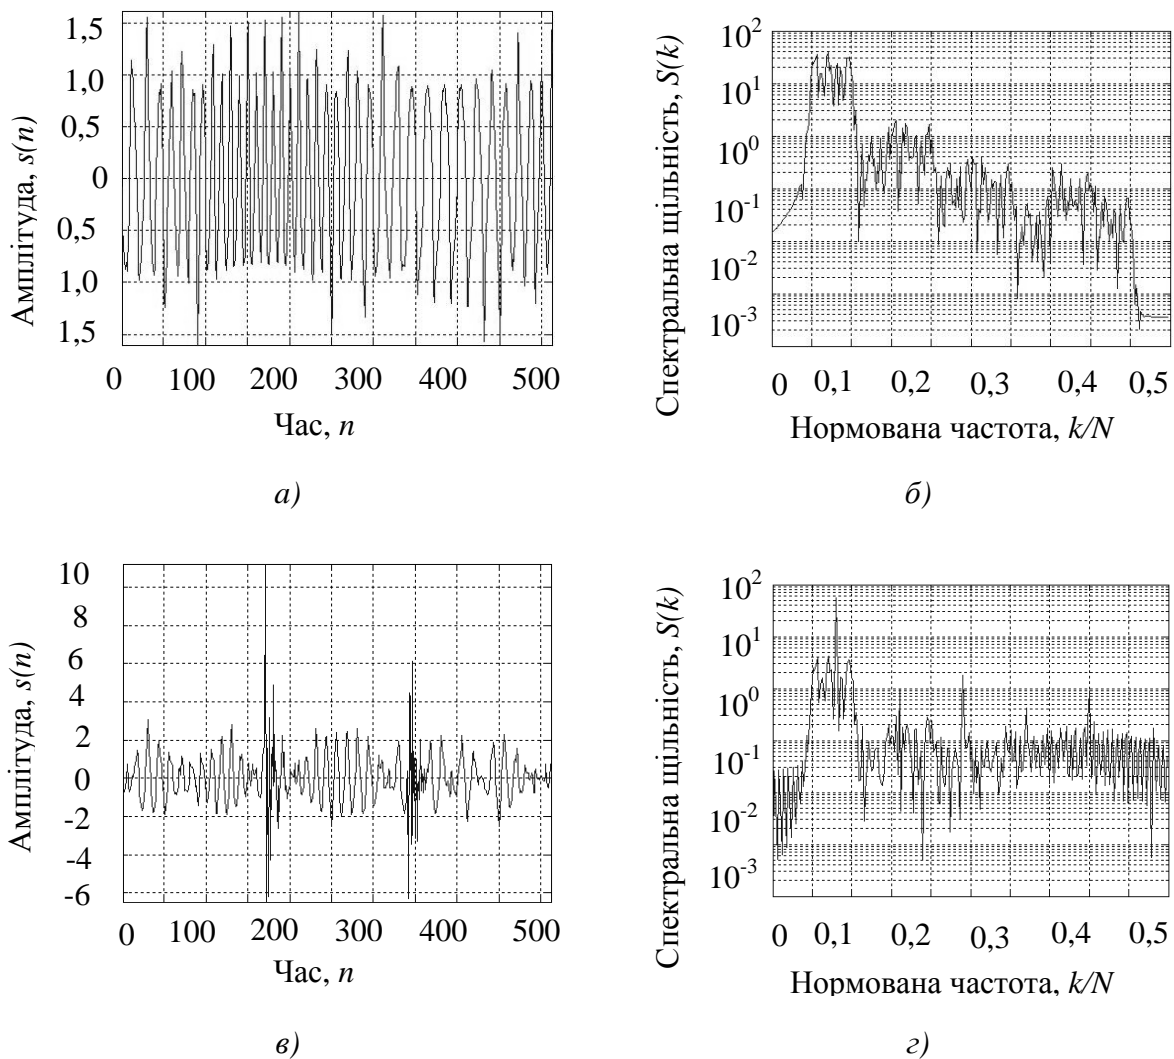 Амплітуда, s(n)
1,5
1,0
0,5
0
0,5
1,0
1,5
0 100 200 300 400 500
Час, n
а)
Спектральна щільність, S(k)
10²
10¹
10⁰
10⁻¹
10⁻²
10⁻³
0 0,1 0,2 0,3 0,4 0,5
Нормована частота, k/N
б)
Амплітуда, s(n)
10
8
6
4
2
0
-2
-4
-6
0 100 200 300 400 500
Час, n
в)
Спектральна щільність, S(k)
10²
10¹
10⁰
10⁻¹
10⁻²
10⁻³
0 0,1 0,2 0,3 0,4 0,5
Нормована частота, k/N
г)